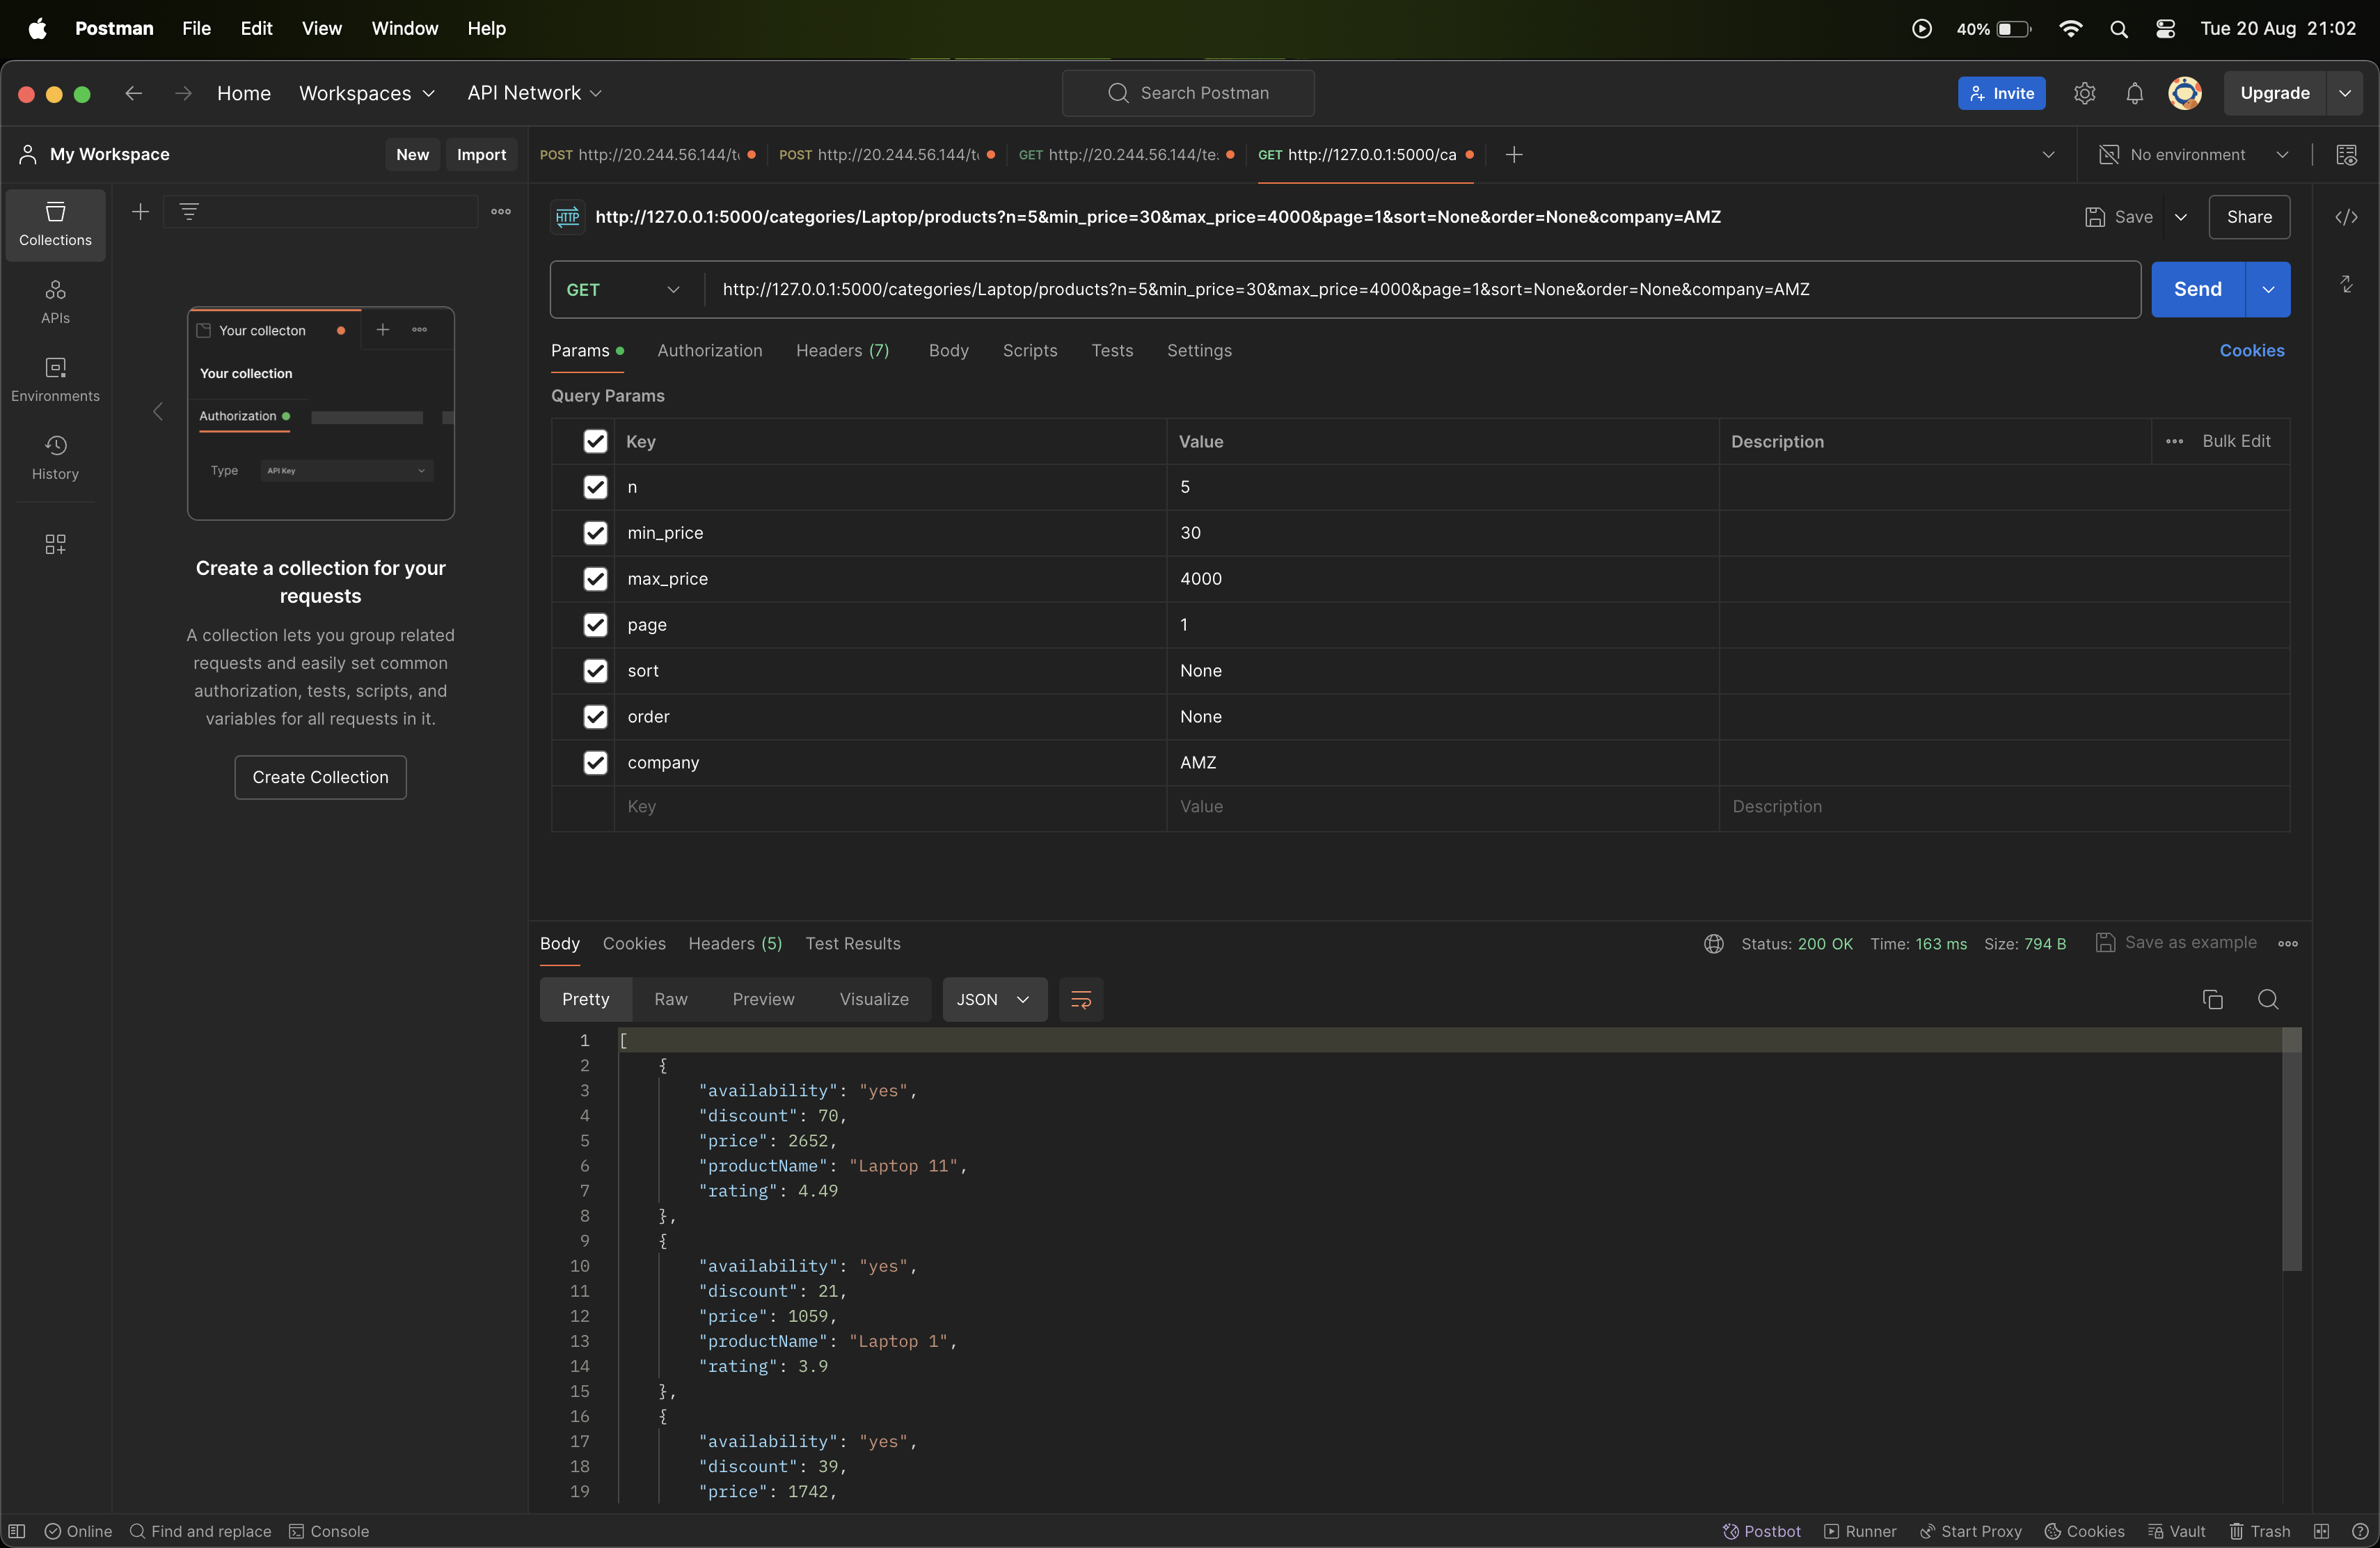 Postman File Edit View Window Help 40% Tue 20 Aug 21:02
Home Workspaces API Network Search Postman Invite Upgrade
My Workspace New Import
POST http://20.244.56.144/t POST http://20.244.56.144/t GET http://20.244.56.144/te. GET http://127.0.0.1:5000/ca No environment
Collections
APIs
Environments
History
Your collecton
Your collection
Authorization
Type API Key
Create a collection for your
requests
A collection lets you group related
requests and easily set common
authorization, tests, scripts, and
variables for all requests in it.
Create Collection
HTTP http://127.0.0.1:5000/categories/Laptop/products?n=5&min_price=30&max_price=4000&page=1&sort=None&order=None&company=AMZ Save Share
GET http://127.0.0.1:5000/categories/Laptop/products?n=5&min_price=30&max_price=4000&page=1&sort=None&order=None&company=AMZ Send
Params Authorization Headers (7) Body Scripts Tests Settings Cookies
Query Params
Key Value Description Bulk Edit
n 5
min_price 30
max_price 4000
page 1
sort None
order None
company AMZ
Key Value Description
Body Cookies Headers (5) Test Results Status: 200 OK Time: 163 ms Size: 794 B Save as example
Pretty Raw Preview Visualize JSON
1 [
2 {
3 "availability": "yes",
4 "discount": 70,
5 "price": 2652,
6 "productName": "Laptop 11",
7 "rating": 4.49
8 },
9 {
10 "availability": "yes",
11 "discount": 21,
12 "price": 1059,
13 "productName": "Laptop 1",
14 "rating": 3.9
15 },
16 {
17 "availability": "yes",
18 "discount": 39,
19 "price": 1742,
Online Find and replace Console Postbot Runner Start Proxy Cookies Vault Trash